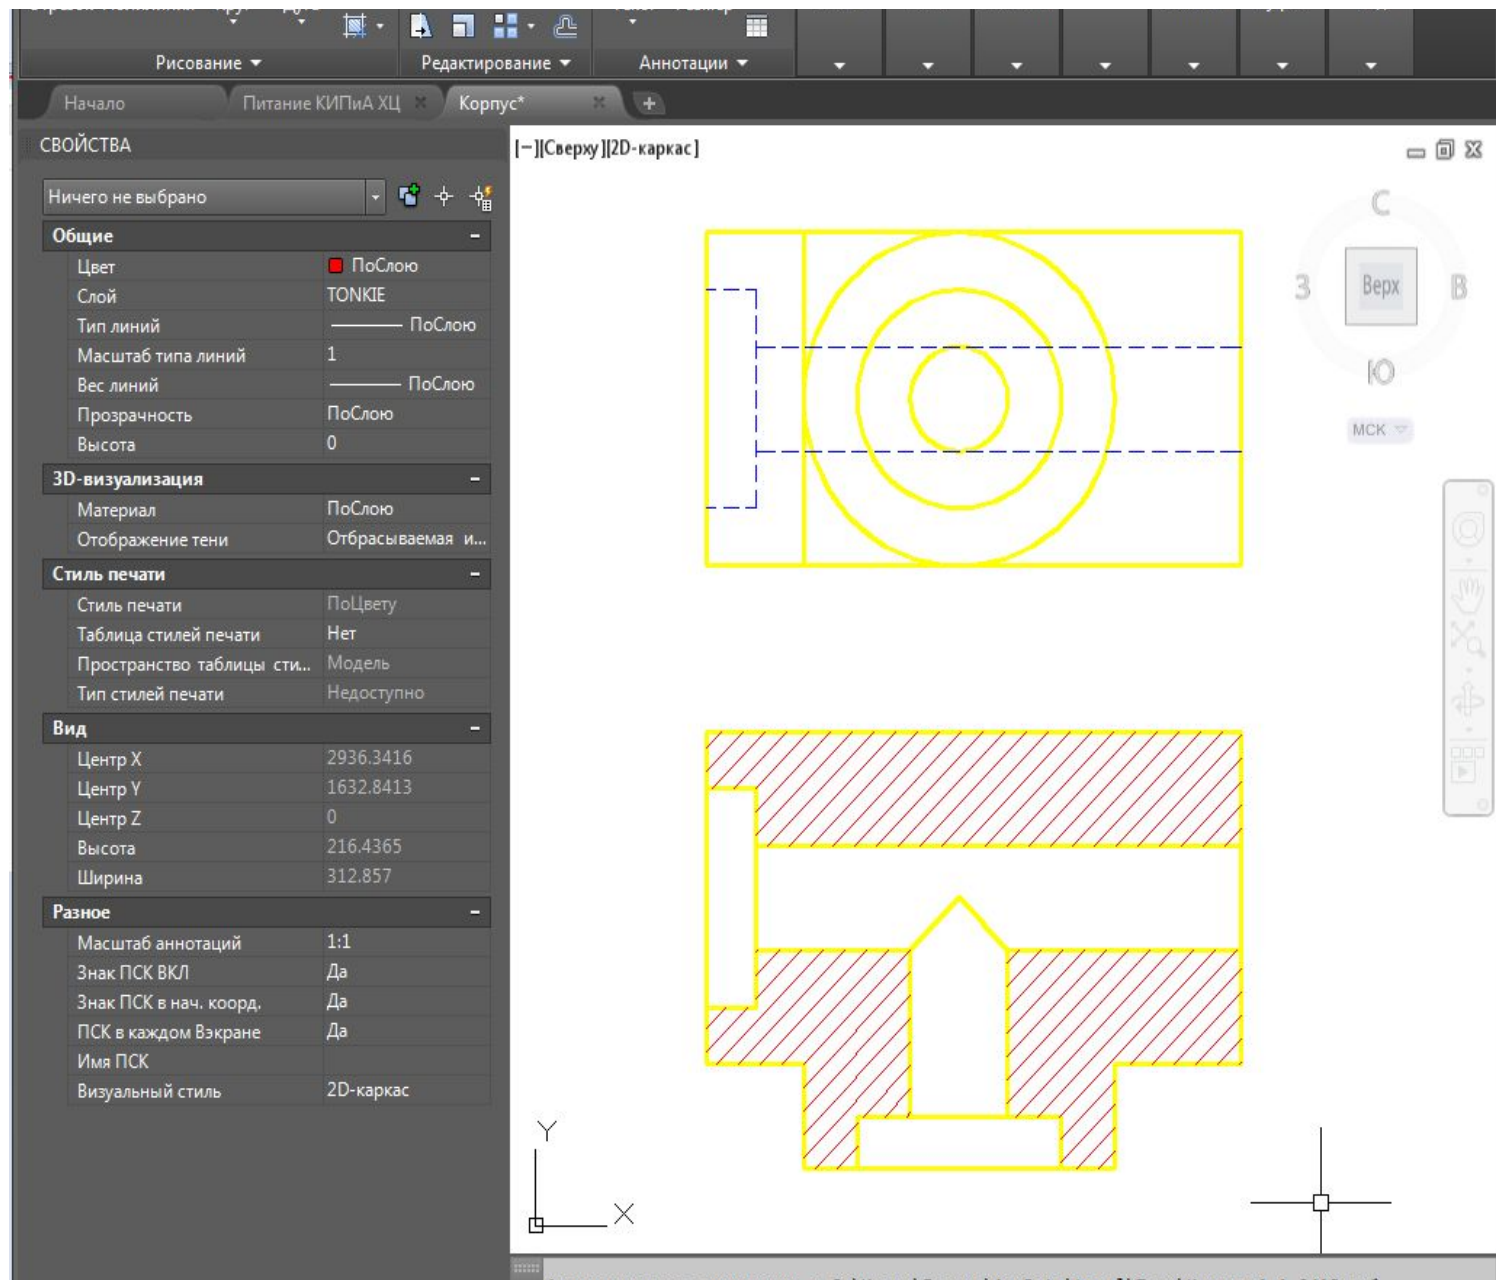 Рисование
Редактирование
Аннотации
Начало
Питание КИПиА ХЦ
Корпус*
СВОЙСТВА
[−][Сверху][2D-каркас]
Ничего не выбрано
Общие
Цвет ПоСлою
Слой TONKIE
Тип линий ПоСлою
Масштаб типа линий 1
Вес линий ПоСлою
Прозрачность ПоСлою
Высота 0
3D-визуализация
Материал ПоСлою
Отображение тени Отбрасываемая и...
Стиль печати
Стиль печати ПоЦвету
Таблица стилей печати Нет
Пространство таблицы сти... Модель
Тип стилей печати Недоступно
Вид
Центр X 2936.3416
Центр Y 1632.8413
Центр Z 0
Высота 216.4365
Ширина 312.857
Разное
Масштаб аннотаций 1:1
Знак ПСК ВКЛ Да
Знак ПСК в нач. коорд. Да
ПСК в каждом Вэкране Да
Имя ПСК
Визуальный стиль 2D-каркас
С
З
Верх
В
Ю
МСК
Y
X